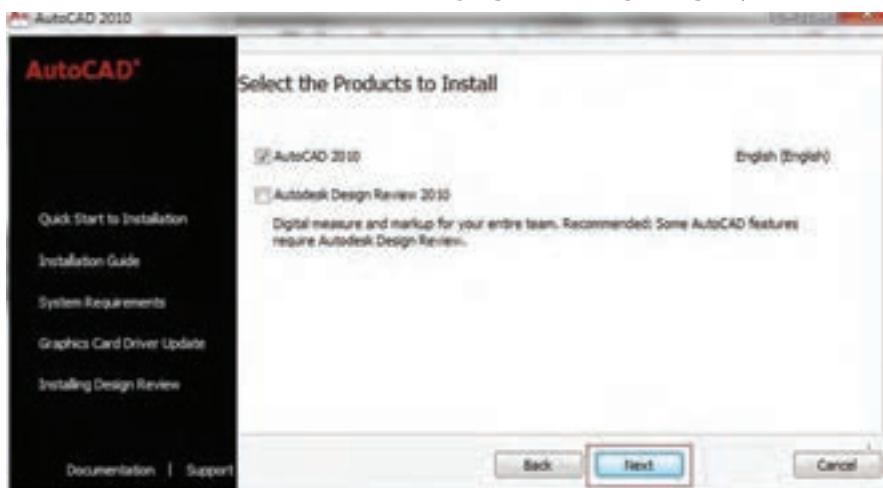 AutoCAD 2010
AutoCAD®
Select the Products to Install
AutoCAD 2010
English (English)
Autodesk Design Review 2010
Digital measure and markup for your entire team. Recommended: Some AutoCAD features
require Autodesk Design Review.
Quick Start to Installation
Installation Guide
System Requirements
Graphics Card Driver Update
Installing Design Review
Documentation | Support
Back
Next
Cancel